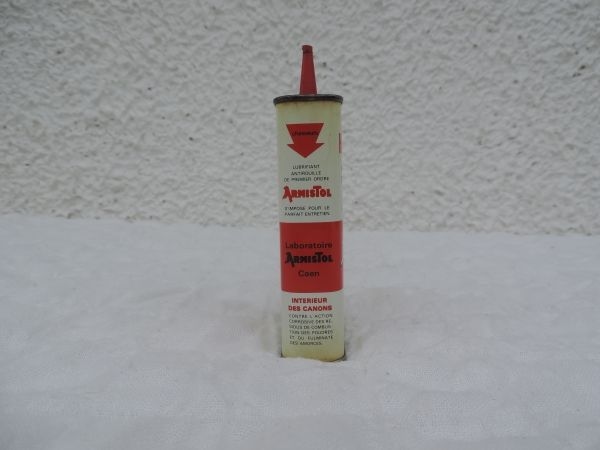 LUBRIFIANT
ANTIROUILLE
DE PREMIER ORDRE
ARMISTOL
S'IMPOSE POUR LE
PARFAIT ENTRETIEN
Laboratoire
ARMISTOL
Caen
INTERIEUR
DES CANONS
CONTRE L'ACTION
CORROSIVE DES RE-
SIDUS DE COMBUS-
TION DES POUDRES
ET DU FULMINATE
DES AMORCES.